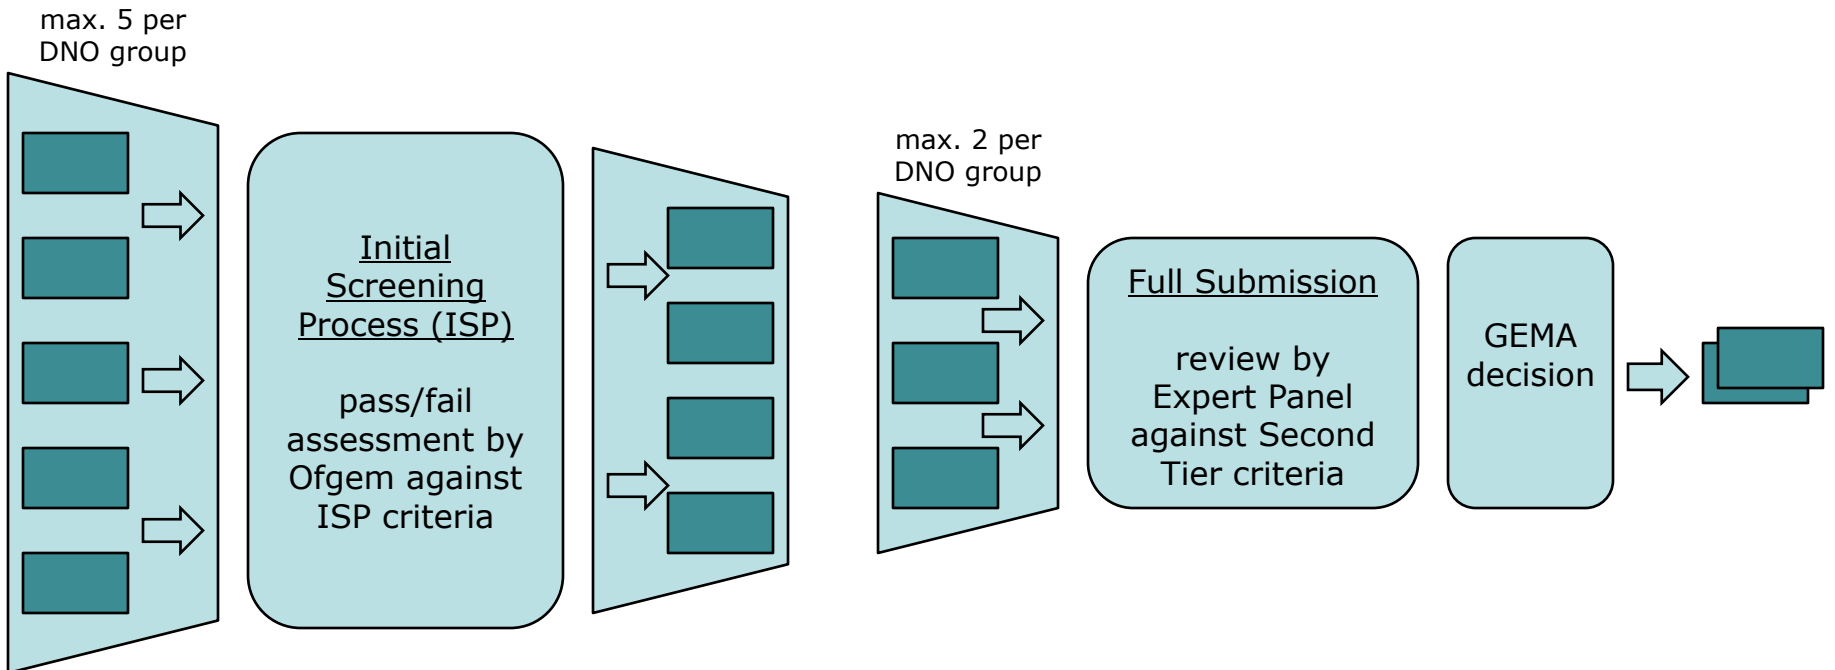 max. 5 per
DNO group
Initial
Screening
Process (ISP)
pass/fail
assessment by
Ofgem against
ISP criteria
max. 2 per
DNO group
Full Submission
review by
Expert Panel
against Second
Tier criteria
GEMA
decision